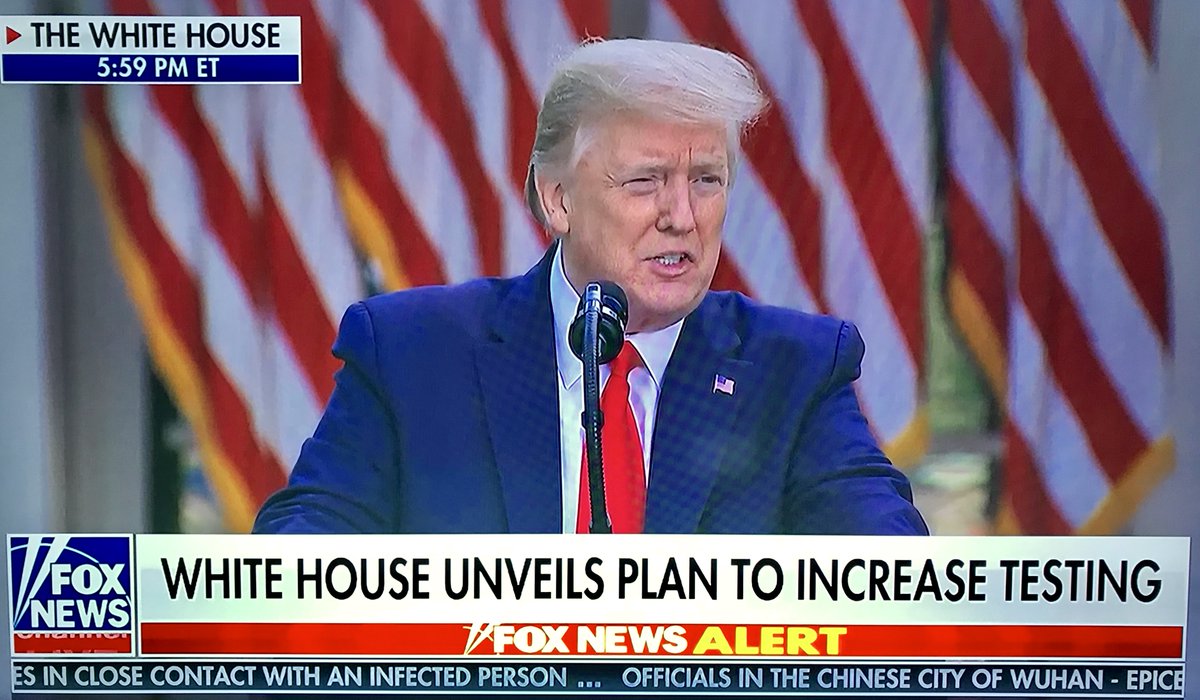 THE WHITE HOUSE
5:59 PM ET
FOX
NEWS
WHITE HOUSE UNVEILS PLAN TO INCREASE TESTING
FOX NEWS ALERT
ES IN CLOSE CONTACT WITH AN INFECTED PERSON ... OFFICIALS IN THE CHINESE CITY OF WUHAN - EPICE